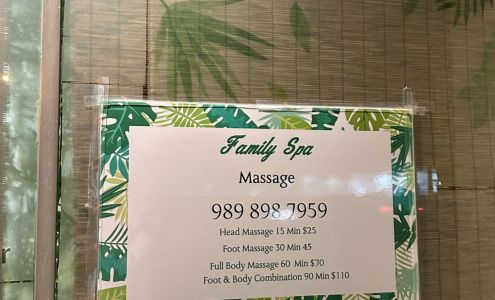 Family Spa
Massage
989 898 7959
Head Massage 15 Min $25
Foot Massage 30 Min 45
Full Body Massage 60 Min $70
Foot & Body Combination 90 Min $110